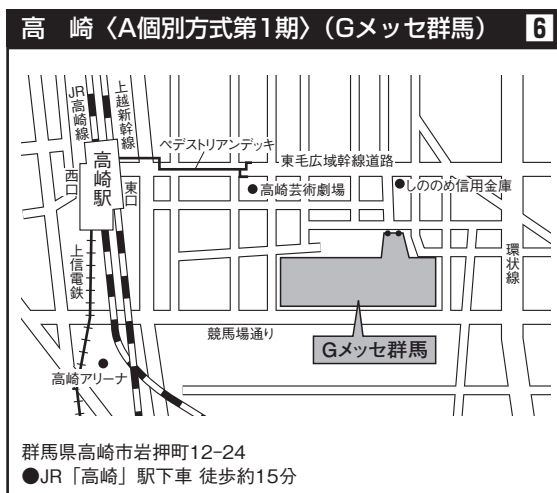 高　崎〈A個別方式第1期〉(Gメッセ群馬)　6
JR高崎線
上越新幹線
ペデストリアンデッキ
東毛広域幹線道路
高崎駅
西口
東口
●高崎芸術劇場
●しののめ信用金庫
上信電鉄
環状線
競馬場通り
Gメッセ群馬
高崎アリーナ
群馬県高崎市岩押町12-24
●JR「高崎」駅下車 徒歩約15分